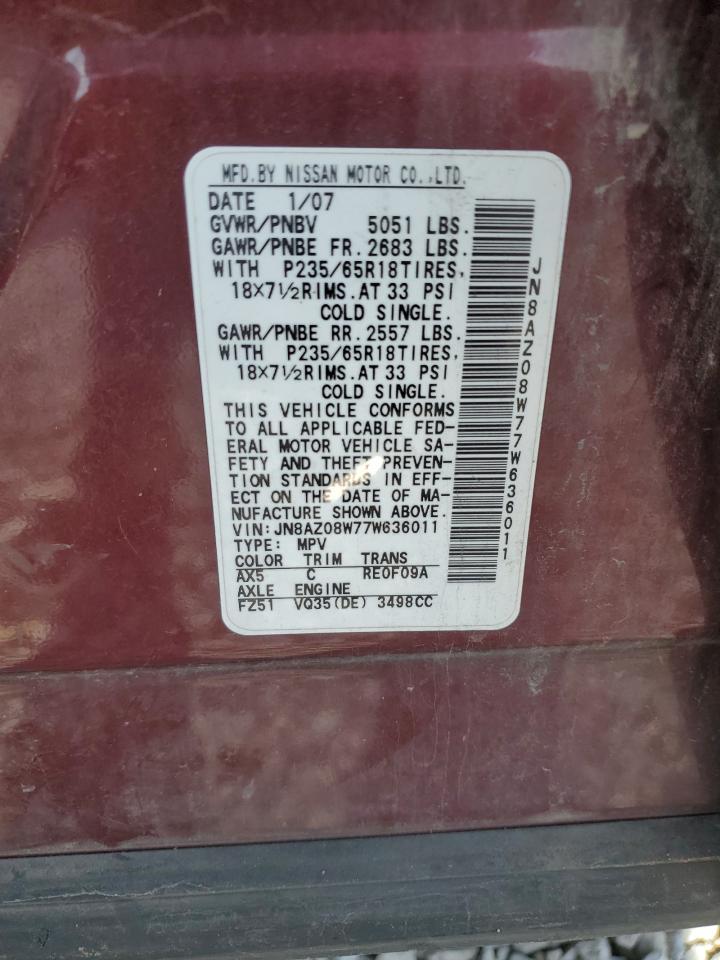 MFD.BY NISSAN MOTOR CO.,LTD.
DATE 1/07
GVWR/PNBV 5051 LBS.
GAWR/PNBE FR.2683 LBS.
WITH P235/65R18TIRES,
18X7½RIMS.AT 33 PSI
COLD SINGLE.
GAWR/PNBE RR.2557 LBS.
WITH P235/65R18TIRES,
18X7½RIMS.AT 33 PSI
COLD SINGLE.
THIS VEHICLE CONFORMS
TO ALL APPLICABLE FED-
ERAL MOTOR VEHICLE SA-
FETY AND THEFT PREVEN-
TION STANDARDS IN EFF-
ECT ON THE DATE OF MA-
NUFACTURE SHOWN ABOVE.
VIN:JN8AZ08W77W636011
TYPE: MPV
COLOR TRIM TRANS
AX5 C RE0F09A
AXLE ENGINE
FZ51 VQ35(DE) 3498CC
JN8AZ08W77W636011